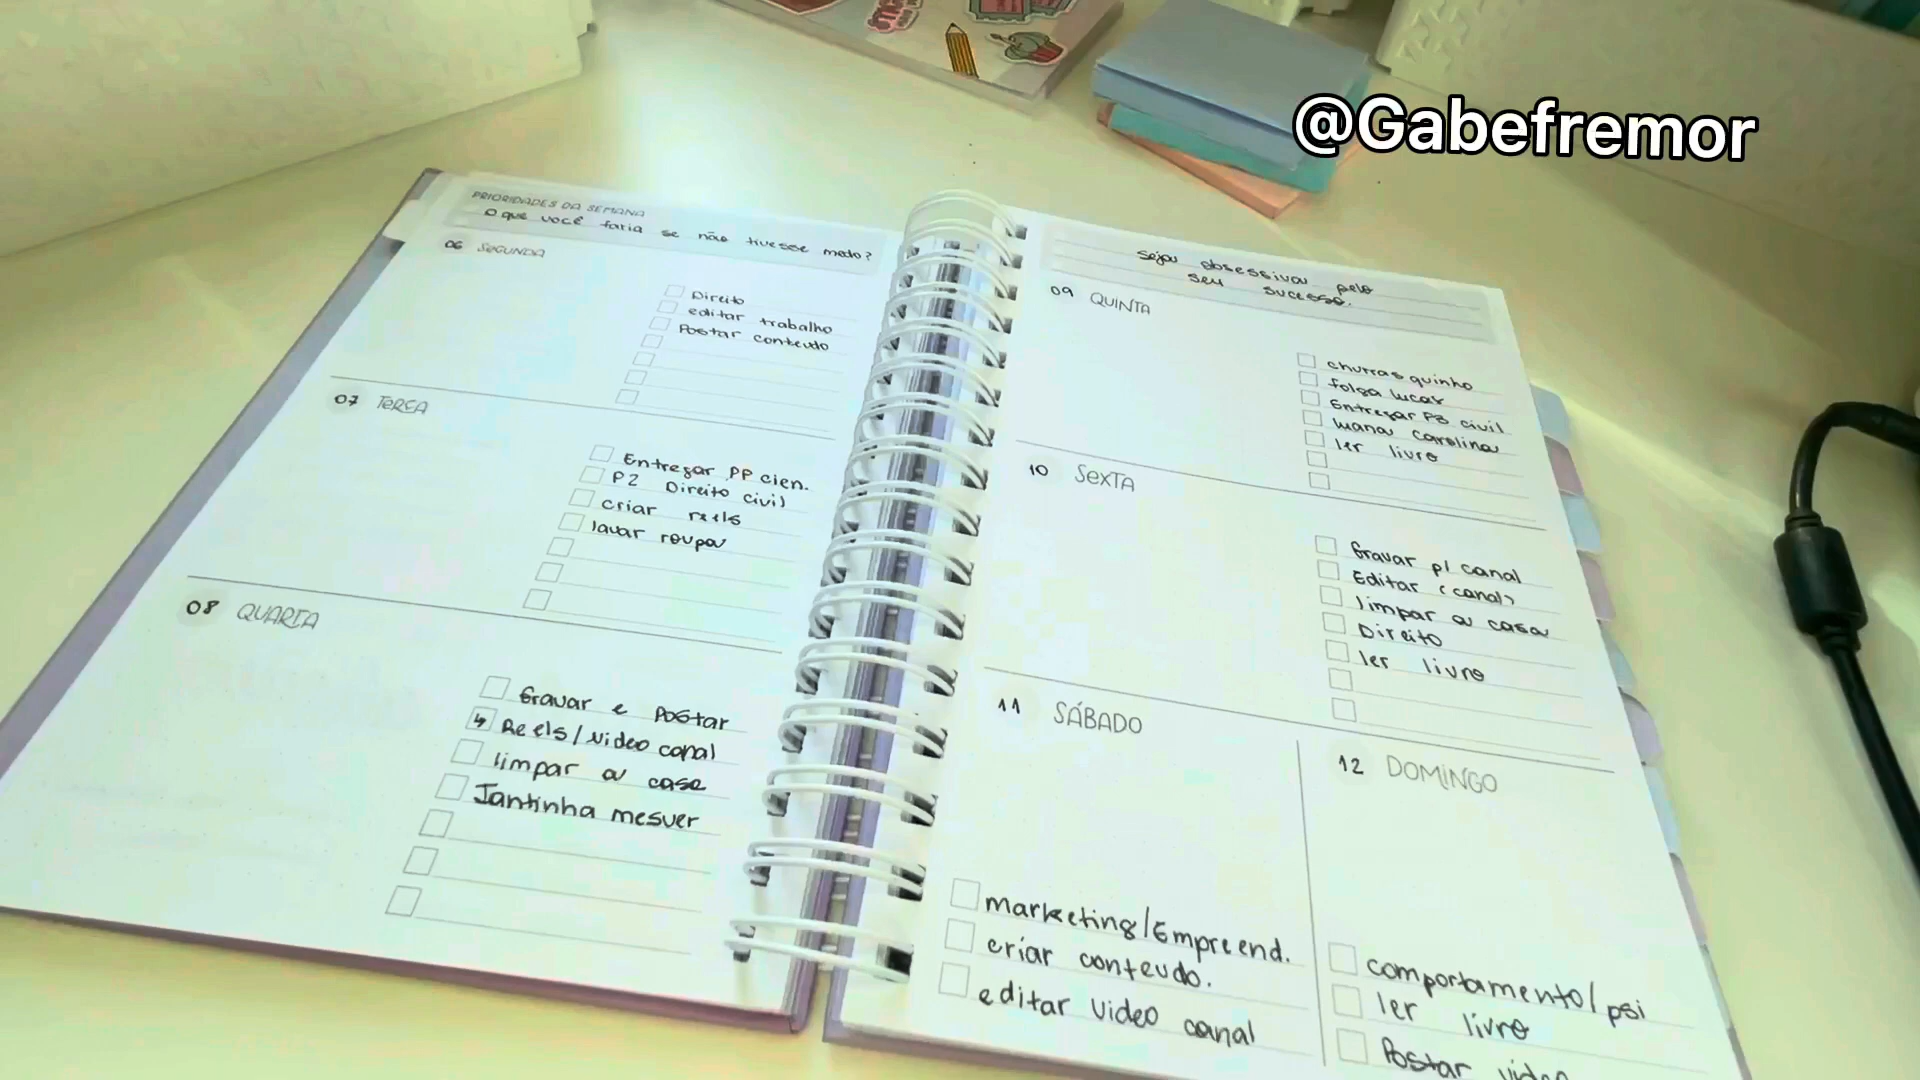 @Gabefremor
PRIORIDADES DA SEMANA
O que você faria se não tivesse medo?
06 SEGUNDA
Direito
editar trabalho
Postar conteudo
07 TERÇA
Entregar PP cien.
P2 Direito civil
criar reels
lavar roupa
08 QUARTA
Gravar e Postar
↳ Reels/video canal
limpar a casa
Jantinha mesver
seja obsessiva pelo
seu sucesso.
09 QUINTA
churrasquinho
folga lucas
Entregar P3 civil
luana carolina
ler livro
10 SEXTA
Gravar p/ canal
Editar (canal)
limpar a casa
Direito
ler livro
11 SÁBADO
marketing/Empreend.
criar conteudo.
editar video canal
12 DOMINGO
comportamento/psi
ler livro
Postar video